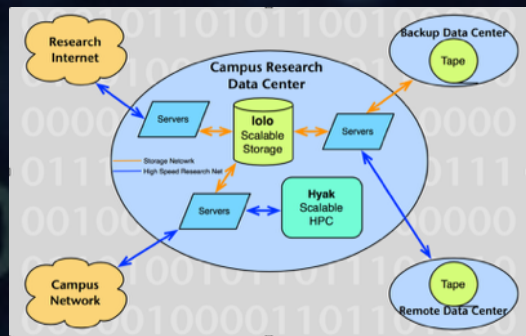 Research
Internet
Campus Research
Data Center
Backup Data Center
Tape
Servers
lolo
Scalable
Storage
Servers
Storage Netowrk
High Speed Research Net
Servers
Hyak
Scalable
HPC
Campus
Network
Tape
Remote Data Center